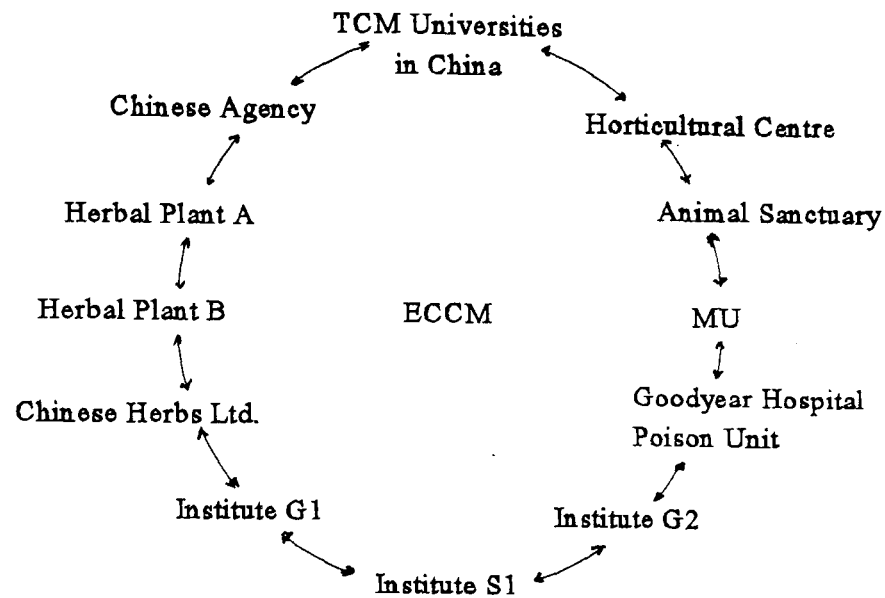 TCM Universities
in China
Chinese Agency
Horticultural Centre
Herbal Plant A
Animal Sanctuary
Herbal Plant B
ECCM
MU
Chinese Herbs Ltd.
Goodyear Hospital
Poison Unit
Institute G1
Institute G2
Institute S1